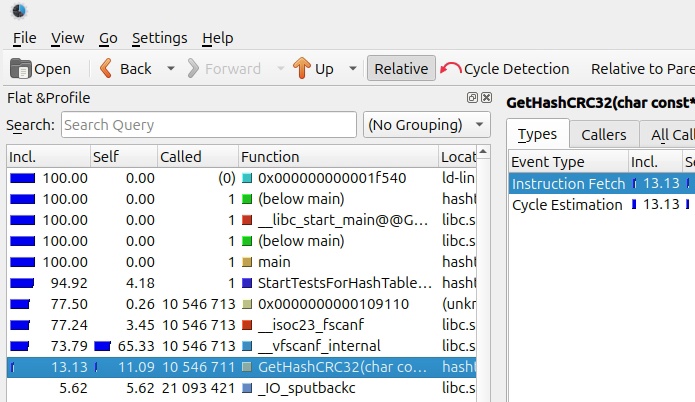 File View Go Settings Help
Open Back Forward Up Relative Cycle Detection Relative to Pare
Flat &Profile
Search: Search Query (No Grouping)
Incl. Self Called Function Locat
100.00 0.00 (0) 0x000000000001f540 ld-lin
100.00 0.00 1 (below main) hasht
100.00 0.00 1 __libc_start_main@@G... libc.s
100.00 0.00 1 (below main) libc.s
100.00 0.00 1 main hasht
94.92 4.18 1 StartTestsForHashTable... hasht
77.50 0.26 10 546 713 0x0000000000109110 (unkr
77.24 3.45 10 546 713 __isoc23_fscanf libc.s
73.79 65.33 10 546 713 __vfscanf_internal libc.s
13.13 11.09 10 546 711 GetHashCRC32(char co... hasht
5.62 5.62 21 093 421 _IO_sputbackc libc.s
GetHashCRC32(char const*
Types Callers All Cal
Event Type Incl. Se
Instruction Fetch 13.13
Cycle Estimation 13.13